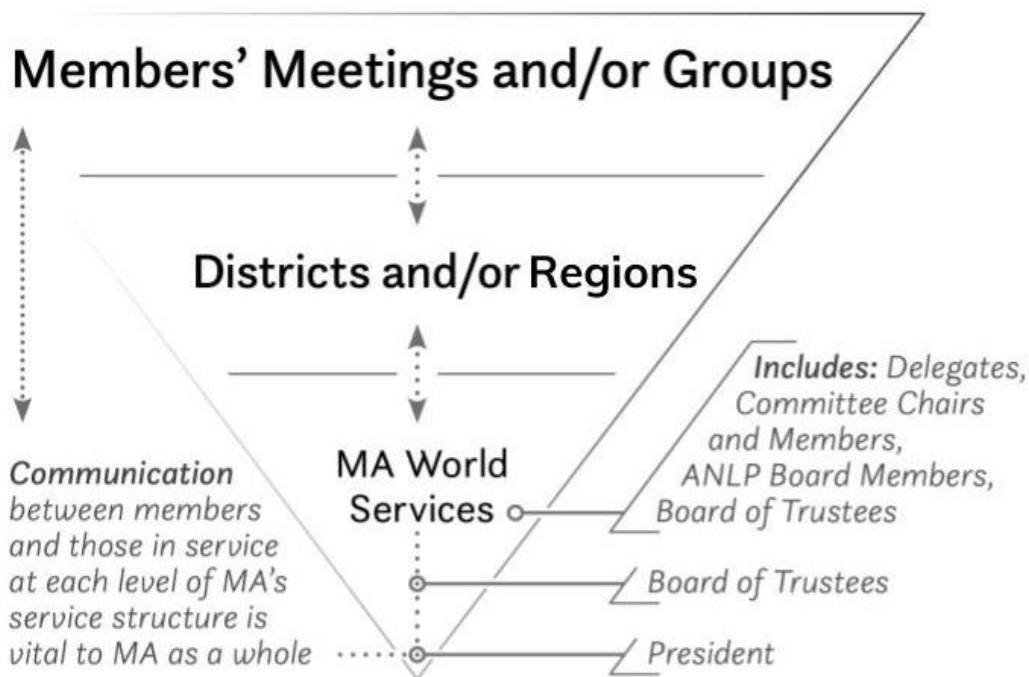 Members’ Meetings and/or Groups
Districts and/or Regions
MA World
Services
Includes: Delegates,
Committee Chairs
and Members,
ANLP Board Members,
Board of Trustees
Board of Trustees
President
Communication
between members
and those in service
at each level of MA’s
service structure is
vital to MA as a whole